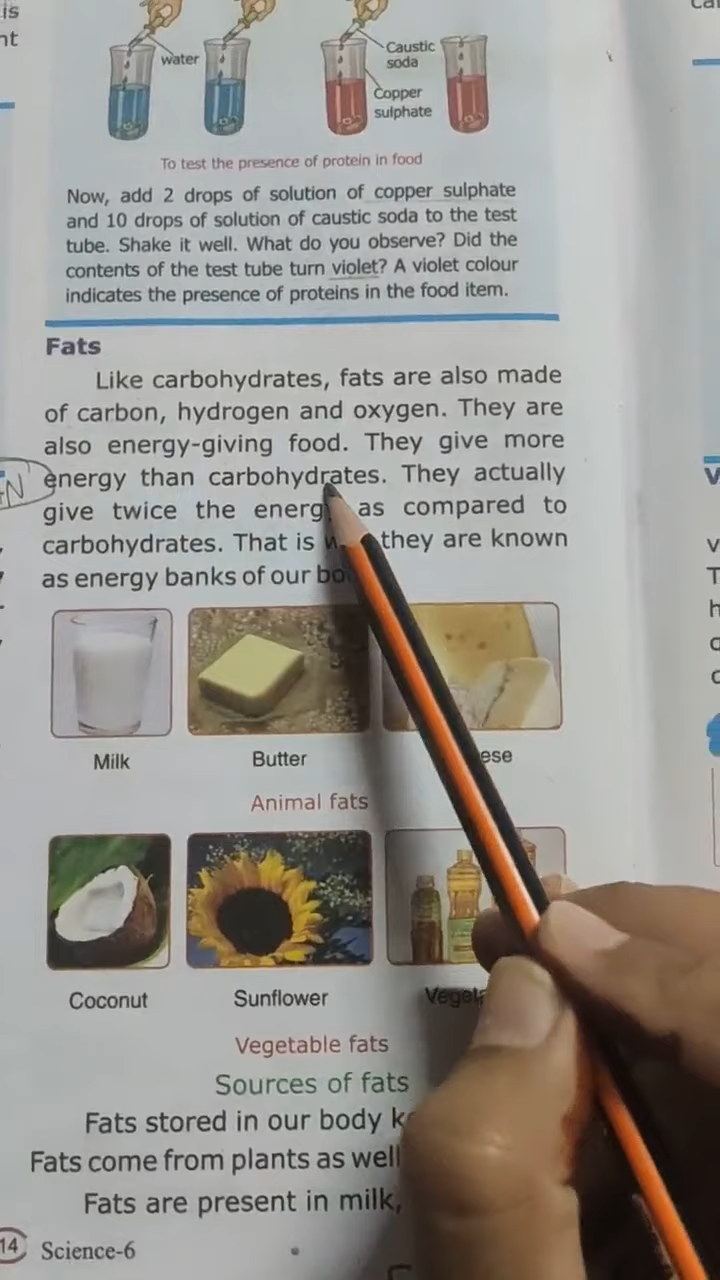 is
nt
water
Caustic
soda
Copper
sulphate
To test the presence of protein in food
Now, add 2 drops of solution of copper sulphate
and 10 drops of solution of caustic soda to the test
tube. Shake it well. What do you observe? Did the
contents of the test tube turn violet? A violet colour
indicates the presence of proteins in the food item.
Fats
Like carbohydrates, fats are also made
of carbon, hydrogen and oxygen. They are
also energy-giving food. They give more
energy than carbohydrates. They actually
give twice the energy as compared to
carbohydrates. That is they are known
as energy banks of our
Milk Butter
Animal fats
Coconut Sunflower
Vegetable fats
Sources of fats
Fats stored in our body
Fats come from plants as well
Fats are present in milk,
14 Science-6